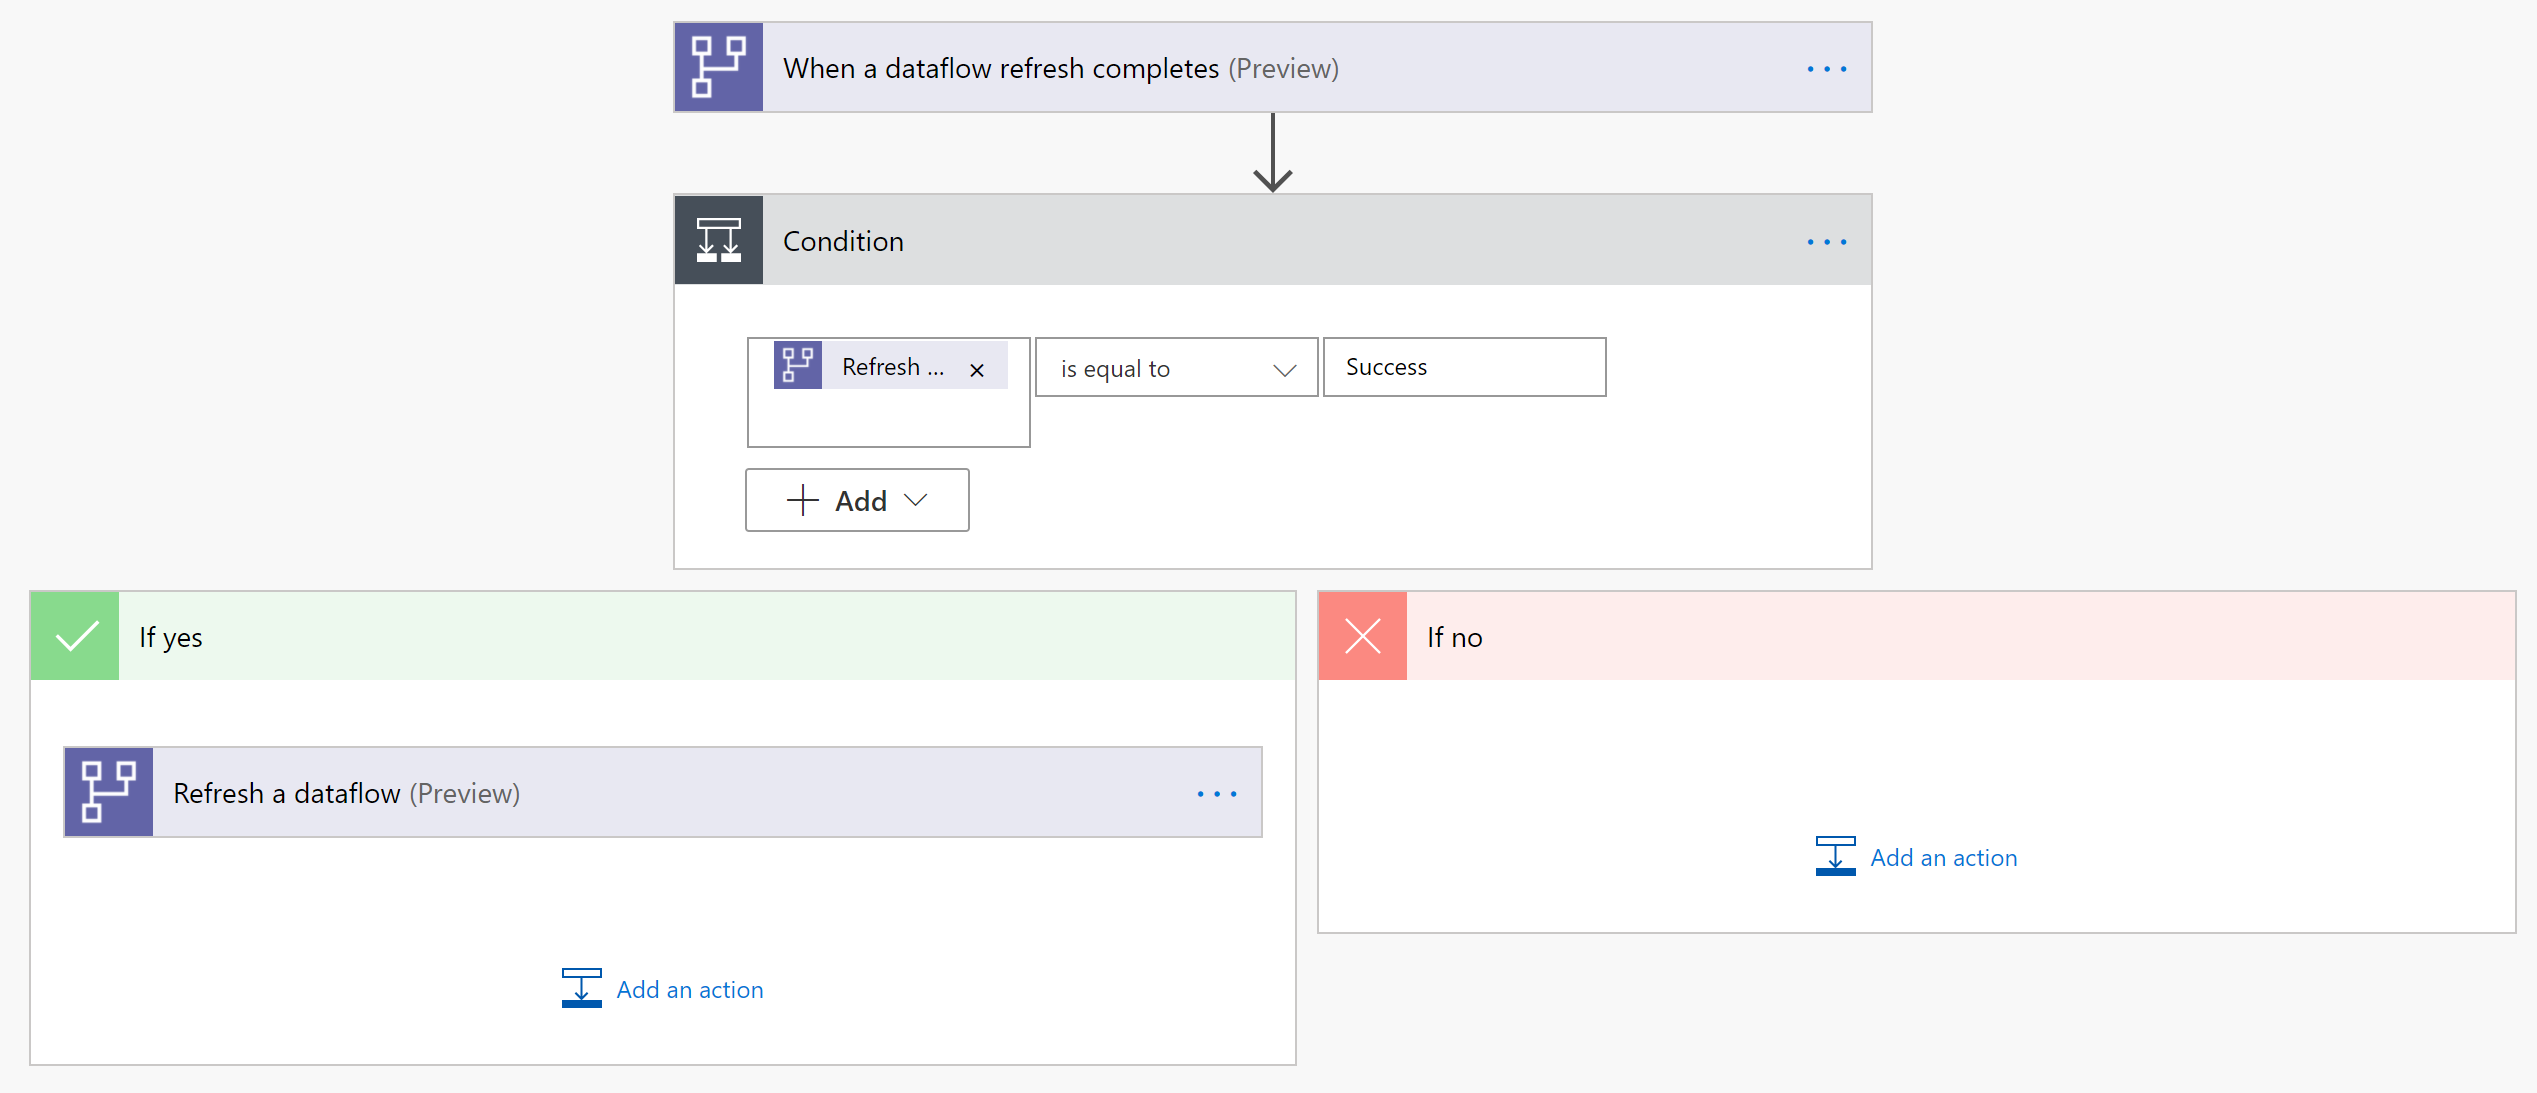 When a dataflow refresh completes (Preview)
Condition
Refresh ...
is equal to
Success
Add
If yes
If no
Refresh a dataflow (Preview)
Add an action
Add an action